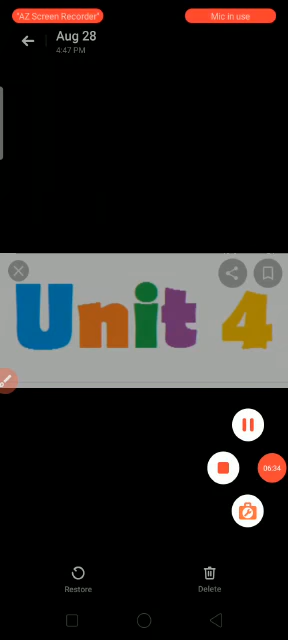 "AZ Screen Recorder"
Mic in use
Aug 28
4:47 PM
Unit 4
06:34
Restore
Delete